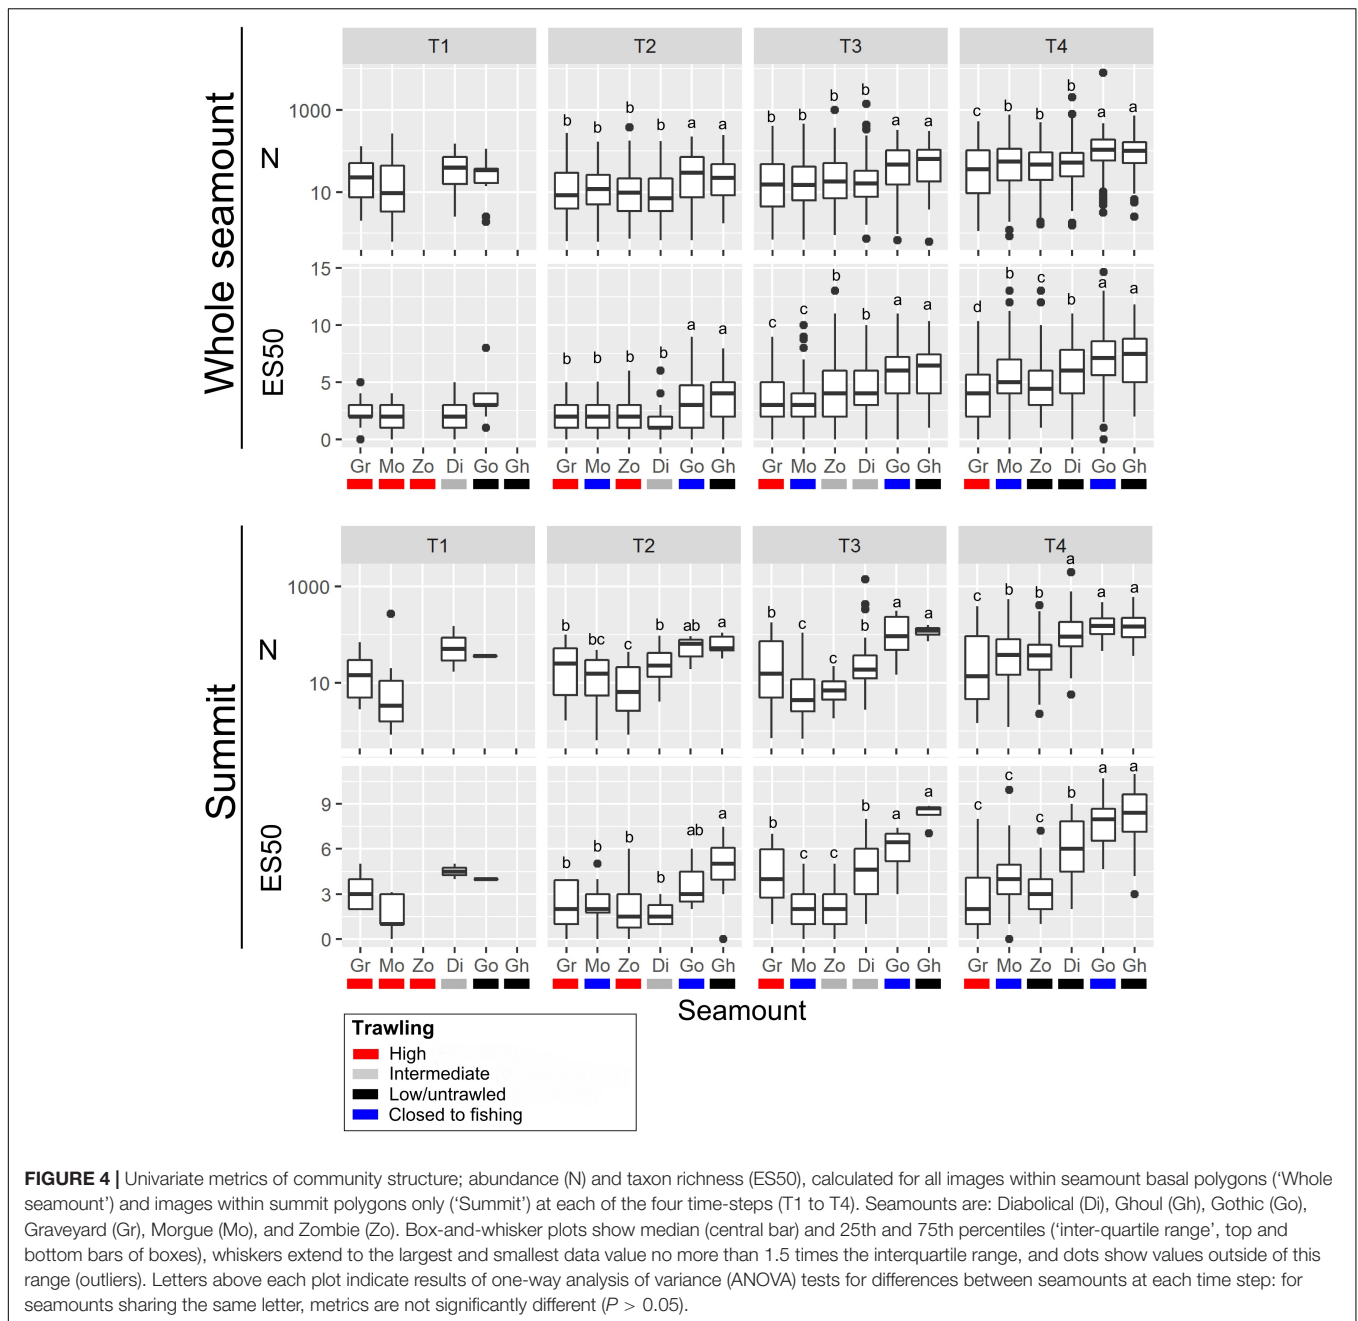 Whole seamount
T1 T2 T3 T4
N
1000
10
b b b b a a
b b b b a a
c b b b a a
ES50
15
10
5
0
b b b b a a
c c b b a a
d b c b a a
Gr Mo Zo Di Go Gh Gr Mo Zo Di Go Gh Gr Mo Zo Di Go Gh Gr Mo Zo Di Go Gh
Summit
T1 T2 T3 T4
N
1000
10
b bc c b ab a
b c c b a a
c b b a a a
ES50
9
6
3
0
b b b b ab a
b c c b a a
c c c b a a
Gr Mo Zo Di Go Gh Gr Mo Zo Di Go Gh Gr Mo Zo Di Go Gh Gr Mo Zo Di Go Gh
Seamount
Trawling
High
Intermediate
Low/untrawled
Closed to fishing
FIGURE 4 | Univariate metrics of community structure; abundance (N) and taxon richness (ES50), calculated for all images within seamount basal polygons (‘Whole
seamount’) and images within summit polygons only (‘Summit’) at each of the four time-steps (T1 to T4). Seamounts are: Diabolical (Di), Ghoul (Gh), Gothic (Go),
Graveyard (Gr), Morgue (Mo), and Zombie (Zo). Box-and-whisker plots show median (central bar) and 25th and 75th percentiles (‘inter-quartile range’, top and
bottom bars of boxes), whiskers extend to the largest and smallest data value no more than 1.5 times the interquartile range, and dots show values outside of this
range (outliers). Letters above each plot indicate results of one-way analysis of variance (ANOVA) tests for differences between seamounts at each time step: for
seamounts sharing the same letter, metrics are not significantly different (P > 0.05).